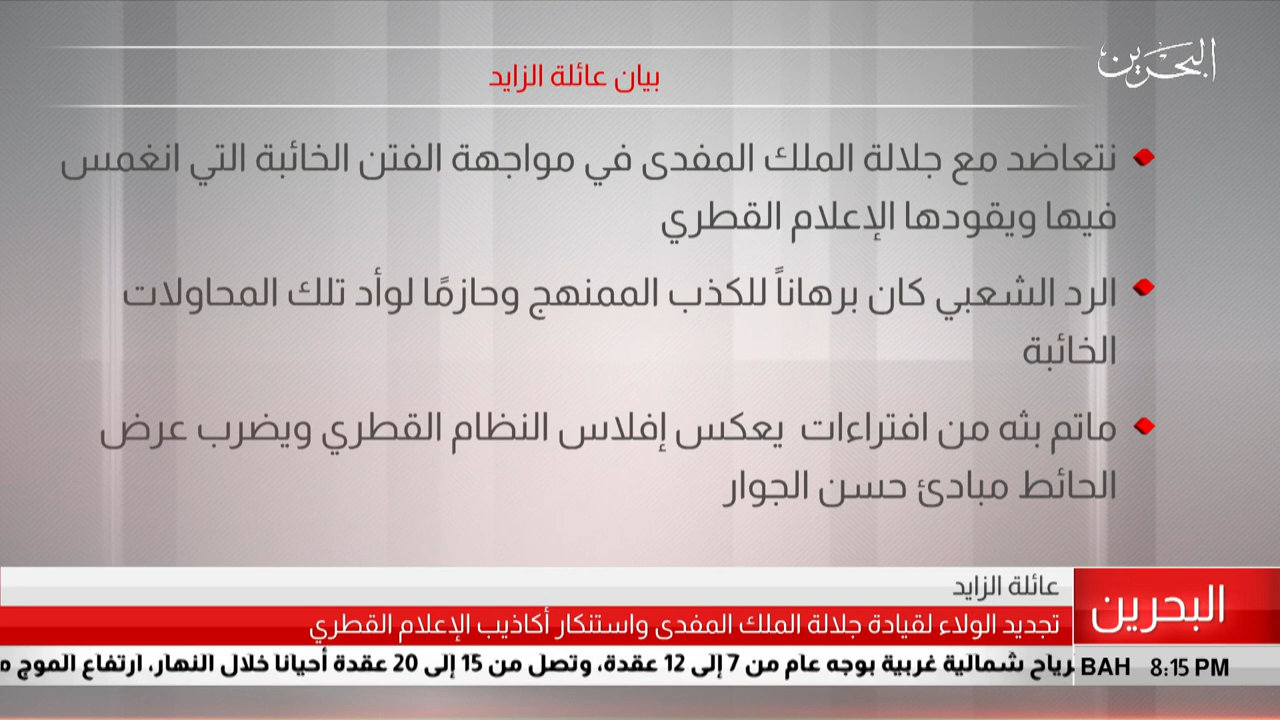 البحرين
بيان عائلة الزايد
نتعاضد مع جلالة الملك المفدى في مواجهة الفتن الخائبة التي انغمس
فيها ويقودها الإعلام القطري
الرد الشعبي كان برهاناً للكذب الممنهج وحازمًا لوأد تلك المحاولات
الخائبة
ماتم بثه من افتراءات يعكس إفلاس النظام القطري ويضرب عرض
الحائط مبادئ حسن الجوار
عائلة الزايد
البحرين
تجديد الولاء لقيادة جلالة الملك المفدى واستنكار أكاذيب الإعلام القطري
BAH 8:15 PM
رياح شمالية غربية بوجه عام من 7 إلى 12 عقدة، وتصل من 15 إلى 20 عقدة أحيانا خلال النهار، ارتفاع الموج